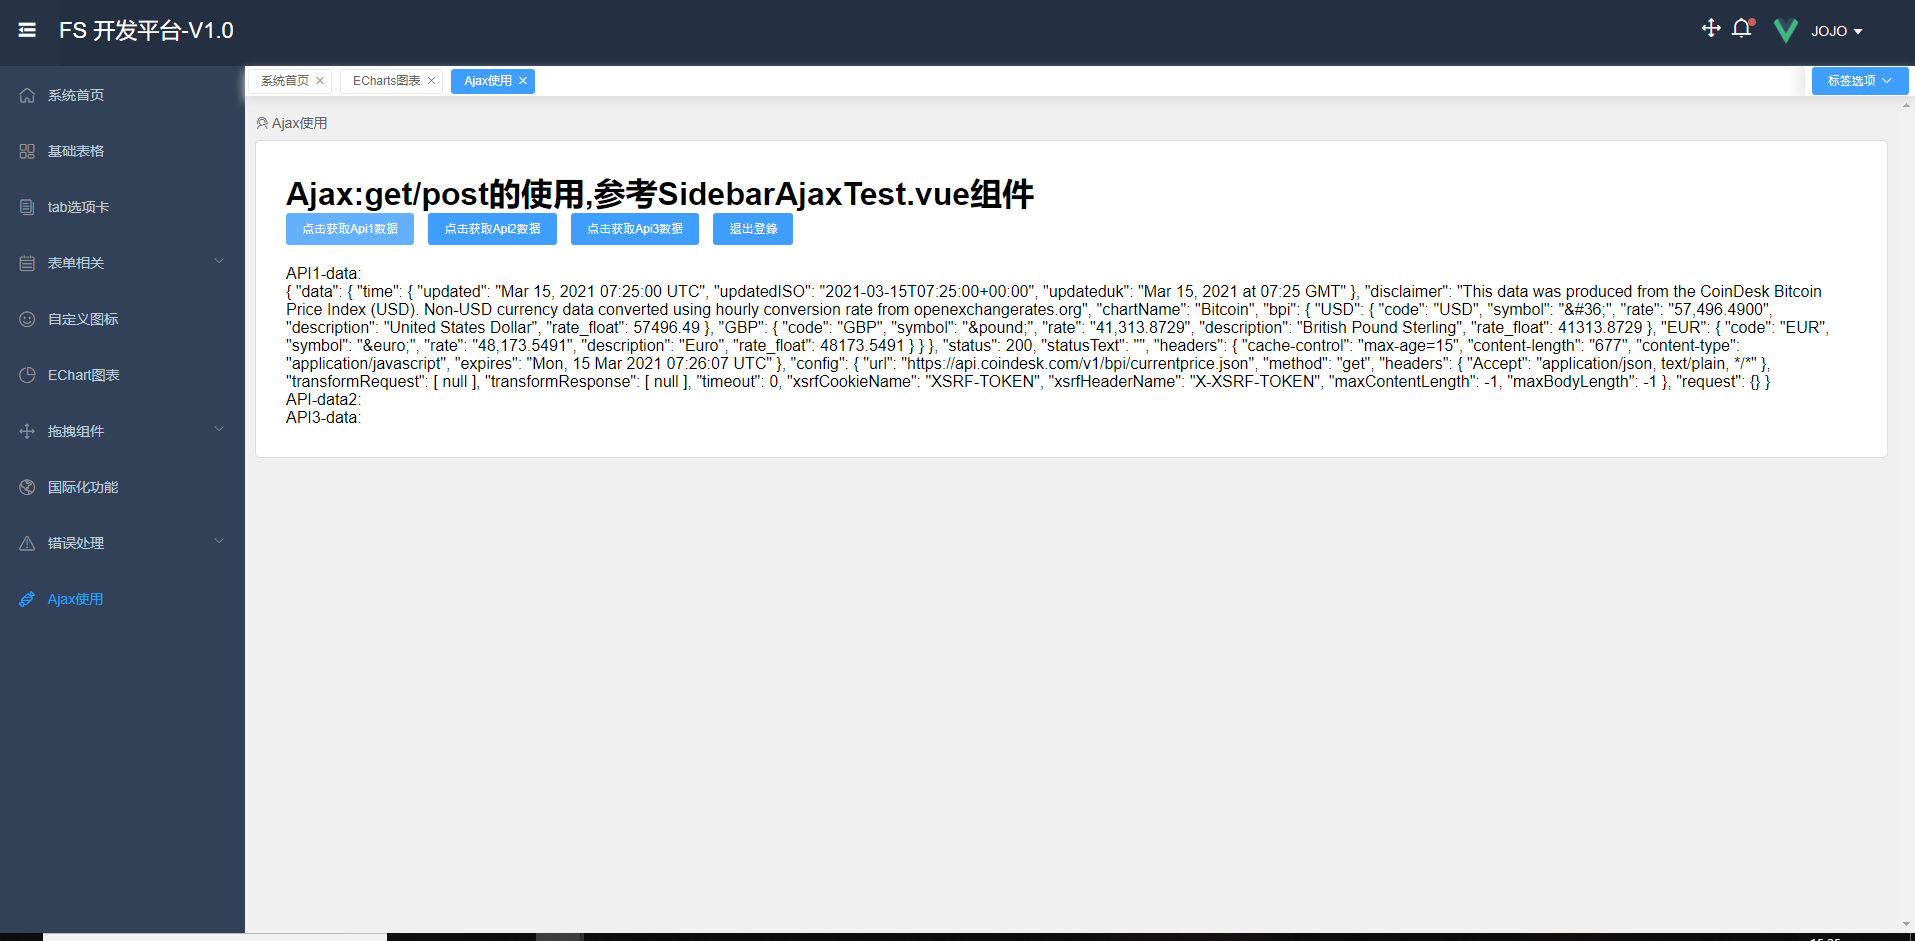 FS 开发平台-V1.0
JOJO
系统首页
基础表格
tab选项卡
表单相关
自定义图标
EChart图表
拖拽组件
国际化功能
错误处理
Ajax使用
系统首页 ECharts图表 Ajax使用 标签选项
Ajax使用
Ajax:get/post的使用,参考SidebarAjaxTest.vue组件
点击获取Api1数据 点击获取Api2数据 点击获取Api3数据 退出登錄
API1-data:
{ "data": { "time": { "updated": "Mar 15, 2021 07:25:00 UTC", "updatedISO": "2021-03-15T07:25:00+00:00", "updateduk": "Mar 15, 2021 at 07:25 GMT" }, "disclaimer": "This data was produced from the CoinDesk Bitcoin
Price Index (USD). Non-USD currency data converted using hourly conversion rate from openexchangerates.org", "chartName": "Bitcoin", "bpi": { "USD": { "code": "USD", "symbol": "&#36;", "rate": "57,496.4900",
"description": "United States Dollar", "rate_float": 57496.49 }, "GBP": { "code": "GBP", "symbol": "&pound;", "rate": "41,313.8729", "description": "British Pound Sterling", "rate_float": 41313.8729 }, "EUR": { "code": "EUR",
"symbol": "&euro;", "rate": "48,173.5491", "description": "Euro", "rate_float": 48173.5491 } } }, "status": 200, "statusText": "", "headers": { "cache-control": "max-age=15", "content-length": "677", "content-type":
"application/javascript", "expires": "Mon, 15 Mar 2021 07:26:07 UTC" }, "config": { "url": "https://api.coindesk.com/v1/bpi/currentprice.json", "method": "get", "headers": { "Accept": "application/json, text/plain, */*" },
"transformRequest": [ null ], "transformResponse": [ null ], "timeout": 0, "xsrfCookieName": "XSRF-TOKEN", "xsrfHeaderName": "X-XSRF-TOKEN", "maxContentLength": -1, "maxBodyLength": -1 }, "request": {} }
API-data2:
API3-data: